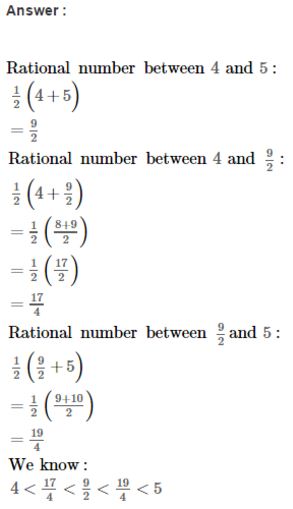 Answer :
Rational number between 4 and 5 :
1/2 (4 + 5)
= 9/2
Rational number between 4 and 9/2 :
1/2 (4 + 9/2)
= 1/2 ((8+9)/2)
= 1/2 (17/2)
= 17/4
Rational number between 9/2 and 5 :
1/2 (9/2 + 5)
= 1/2 ((9+10)/2)
= 19/4
We know :
4 < 17/4 < 9/2 < 19/4 < 5